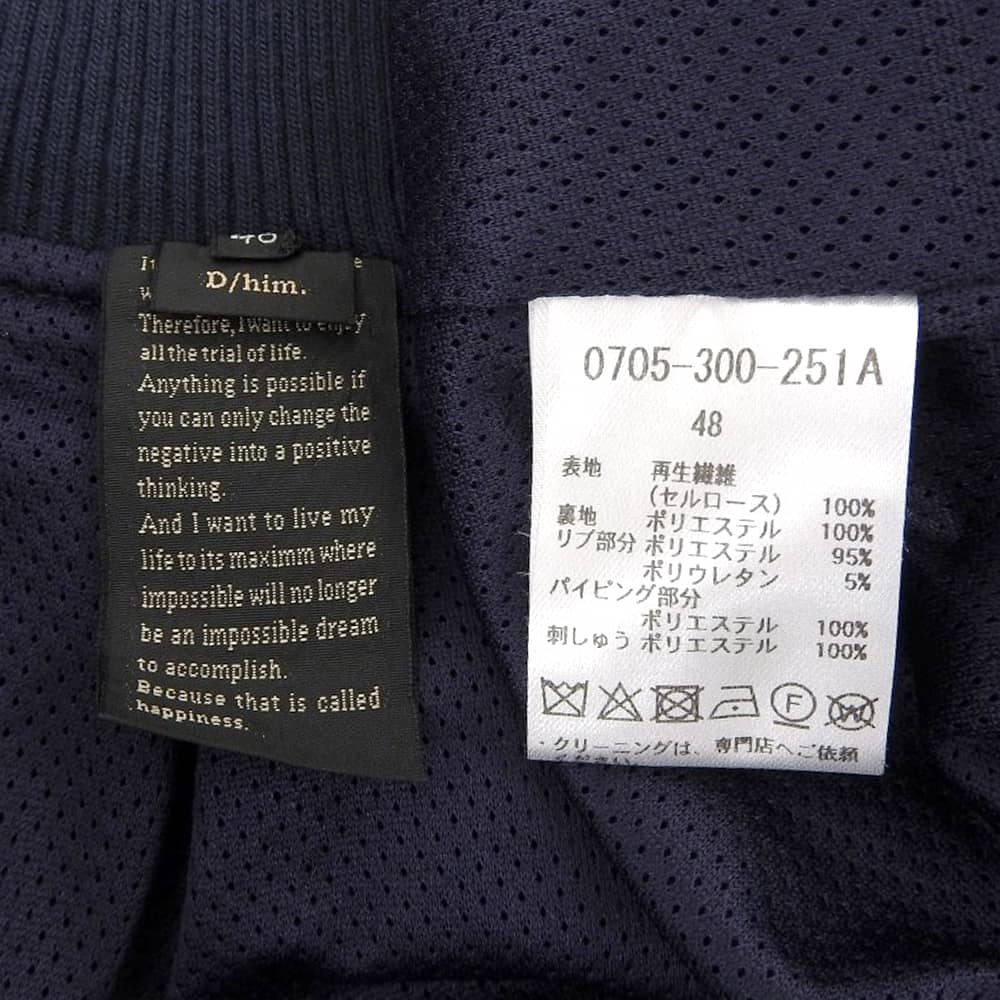 D/him.
Therefore, I want to enjoy
all the trial of life.
Anything is possible if
you can only change the
negative into a positive
thinking.
And I want to live my
life to its maximm where
impossible will no longer
be an impossible dream
to accomplish.
Because that is called
happiness.
0705-300-251A
48
表地 再生繊維
(セルロース) 100%
裏地 ポリエステル 100%
リブ部分 ポリエステル 95%
ポリウレタン 5%
パイピング部分
ポリエステル 100%
刺しゅう ポリエステル 100%
F
W
・クリーニングは、専門店へご依頼
ください